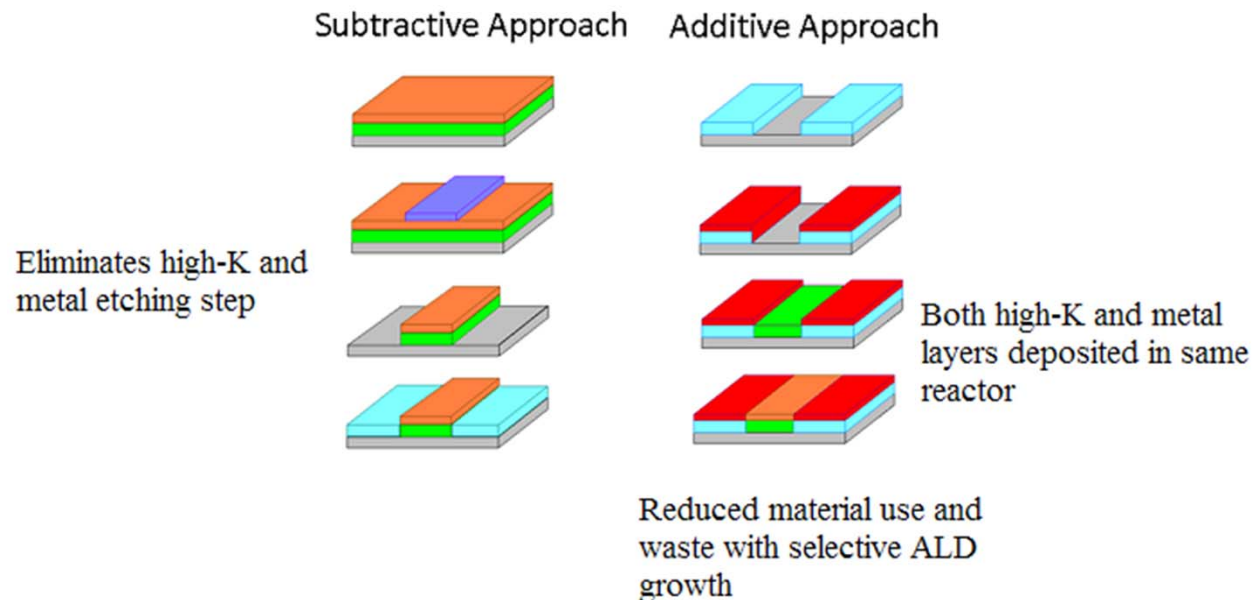 Subtractive Approach
Additive Approach
Eliminates high-K and
metal etching step
Both high-K and metal
layers deposited in same
reactor
Reduced material use and
waste with selective ALD
growth